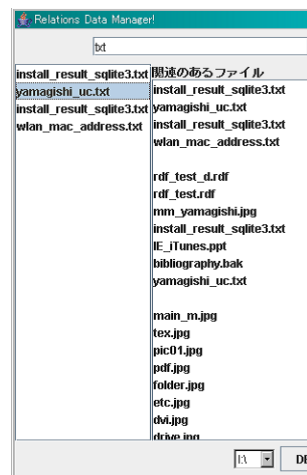 Relations Data Manager!
txt
install_result_sqlite3.txt
yamagishi_uc.txt
install_result_sqlite3.txt
wlan_mac_address.txt
関連のあるファイル
install_result_sqlite3.txt
yamagishi_uc.txt
install_result_sqlite3.txt
wlan_mac_address.txt
rdf_test_d.rdf
rdf_test.rdf
mm_yamagishi.jpg
install_result_sqlite3.txt
IE_iTunes.ppt
bibliography.bak
yamagishi_uc.txt
main_m.jpg
tex.jpg
pic01.jpg
pdf.jpg
folder.jpg
etc.jpg
dvi.jpg
drive.jpg
I:\